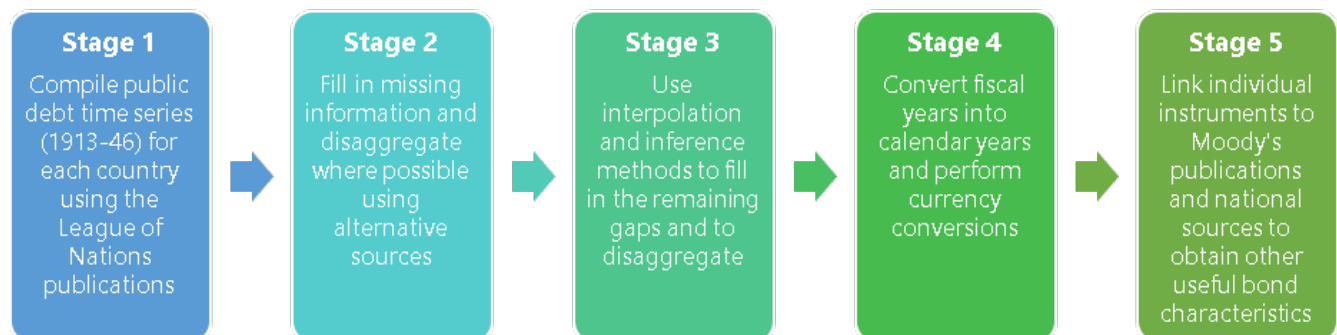 Stage 1
Compile public
debt time series
(1913-46) for
each country
using the
League of
Nations
publications
Stage 2
Fill in missing
information and
disaggregate
where possible
using
alternative
sources
Stage 3
Use
interpolation
and inference
methods to fill
in the remaining
gaps and to
disaggregate
Stage 4
Convert fiscal
years into
calendar years
and perform
currency
conversions
Stage 5
Link individual
instruments to
Moody's
publications
and national
sources to
obtain other
useful bond
characteristics